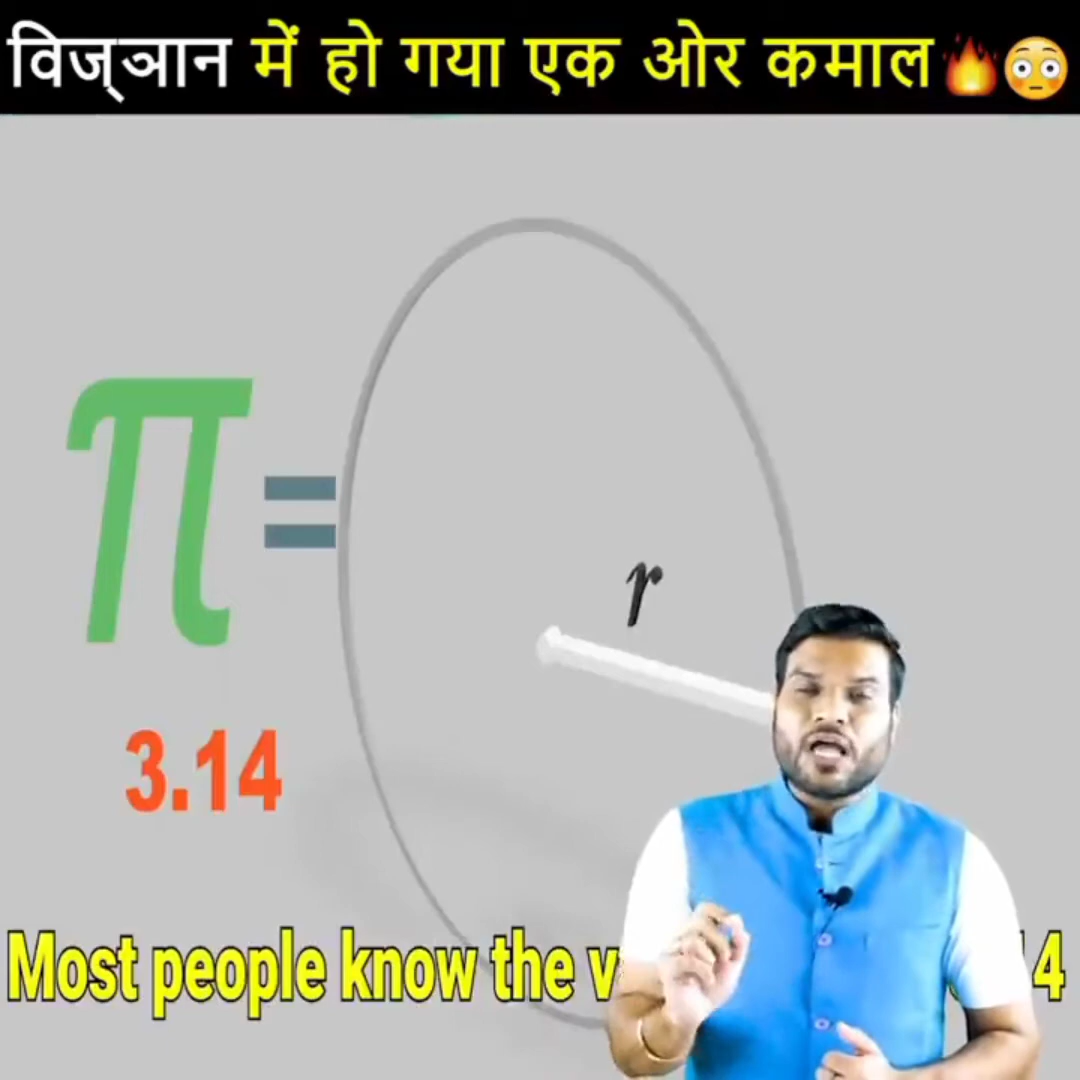 विज्ञान में हो गया एक ओर कमाल🔥😳
π =
r
3.14
Most people know the v 4